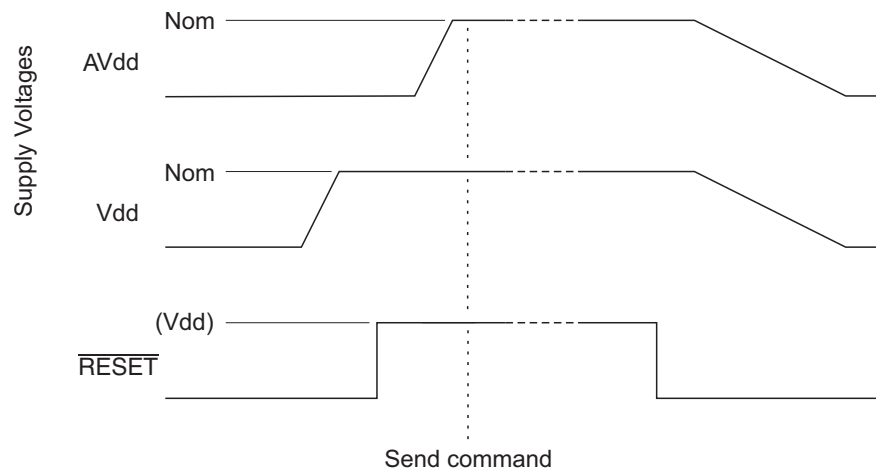 Supply Voltages
Nom
AVdd
Nom
Vdd
(Vdd)
RESET
Send command